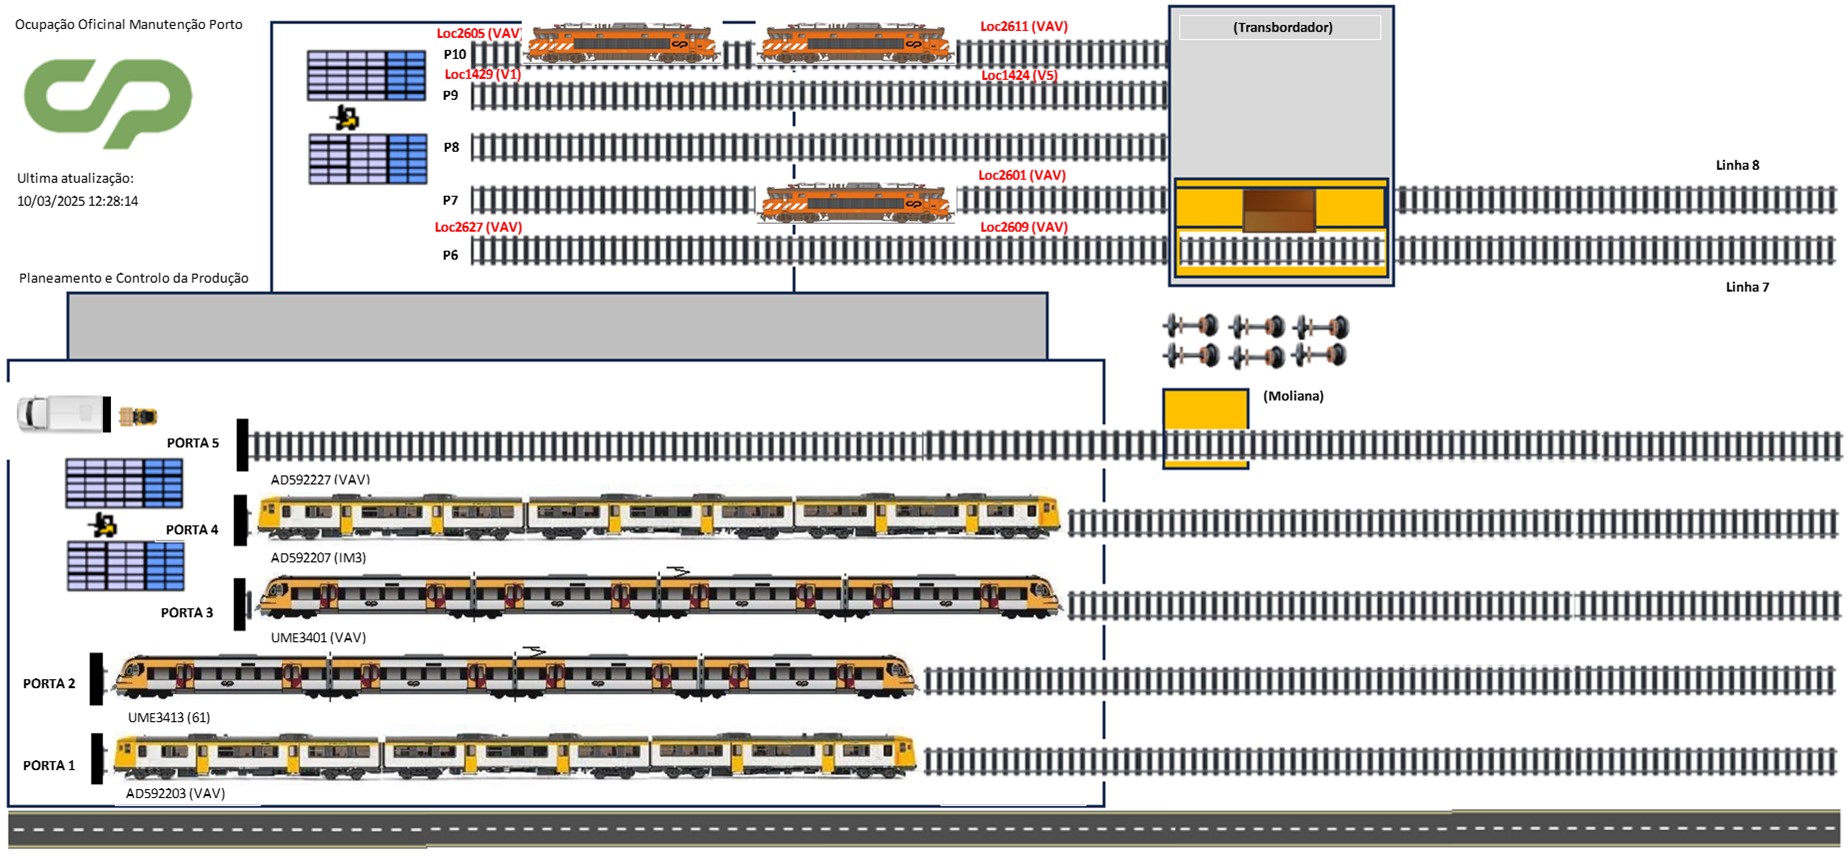 Ocupação Oficinal Manutenção Porto
Loc2605 (VAV)
Loc2611 (VAV)
(Transbordador)
P10
Loc1429 (V1)
Loc1424 (V5)
P9
P8
Linha 8
Ultima atualização:
10/03/2025 12:28:14
Loc2601 (VAV)
P7
Loc2627 (VAV)
Loc2609 (VAV)
P6
Planeamento e Controlo da Produção
Linha 7
(Moliana)
PORTA 5
AD592227 (VAV)
PORTA 4
AD592207 (IM3)
PORTA 3
UME3401 (VAV)
PORTA 2
UME3413 (61)
PORTA 1
AD592203 (VAV)